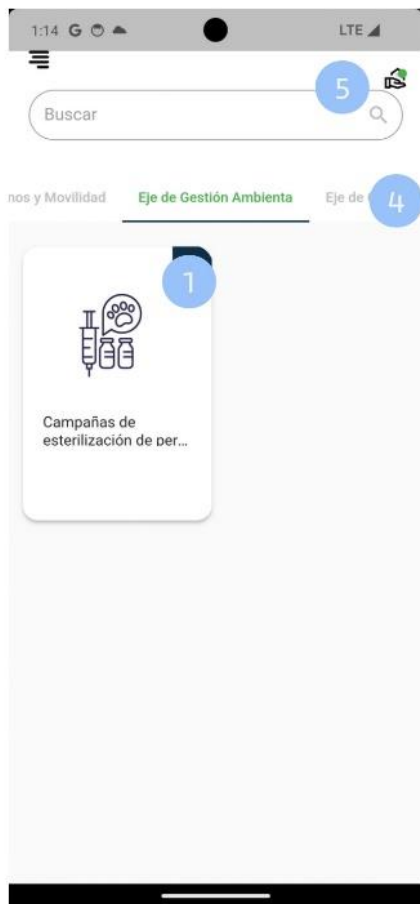 1:14 G LTE
5
Buscar
nos y Movilidad Eje de Gestión Ambienta Eje de
4
1
Campañas de
esterilización de per...